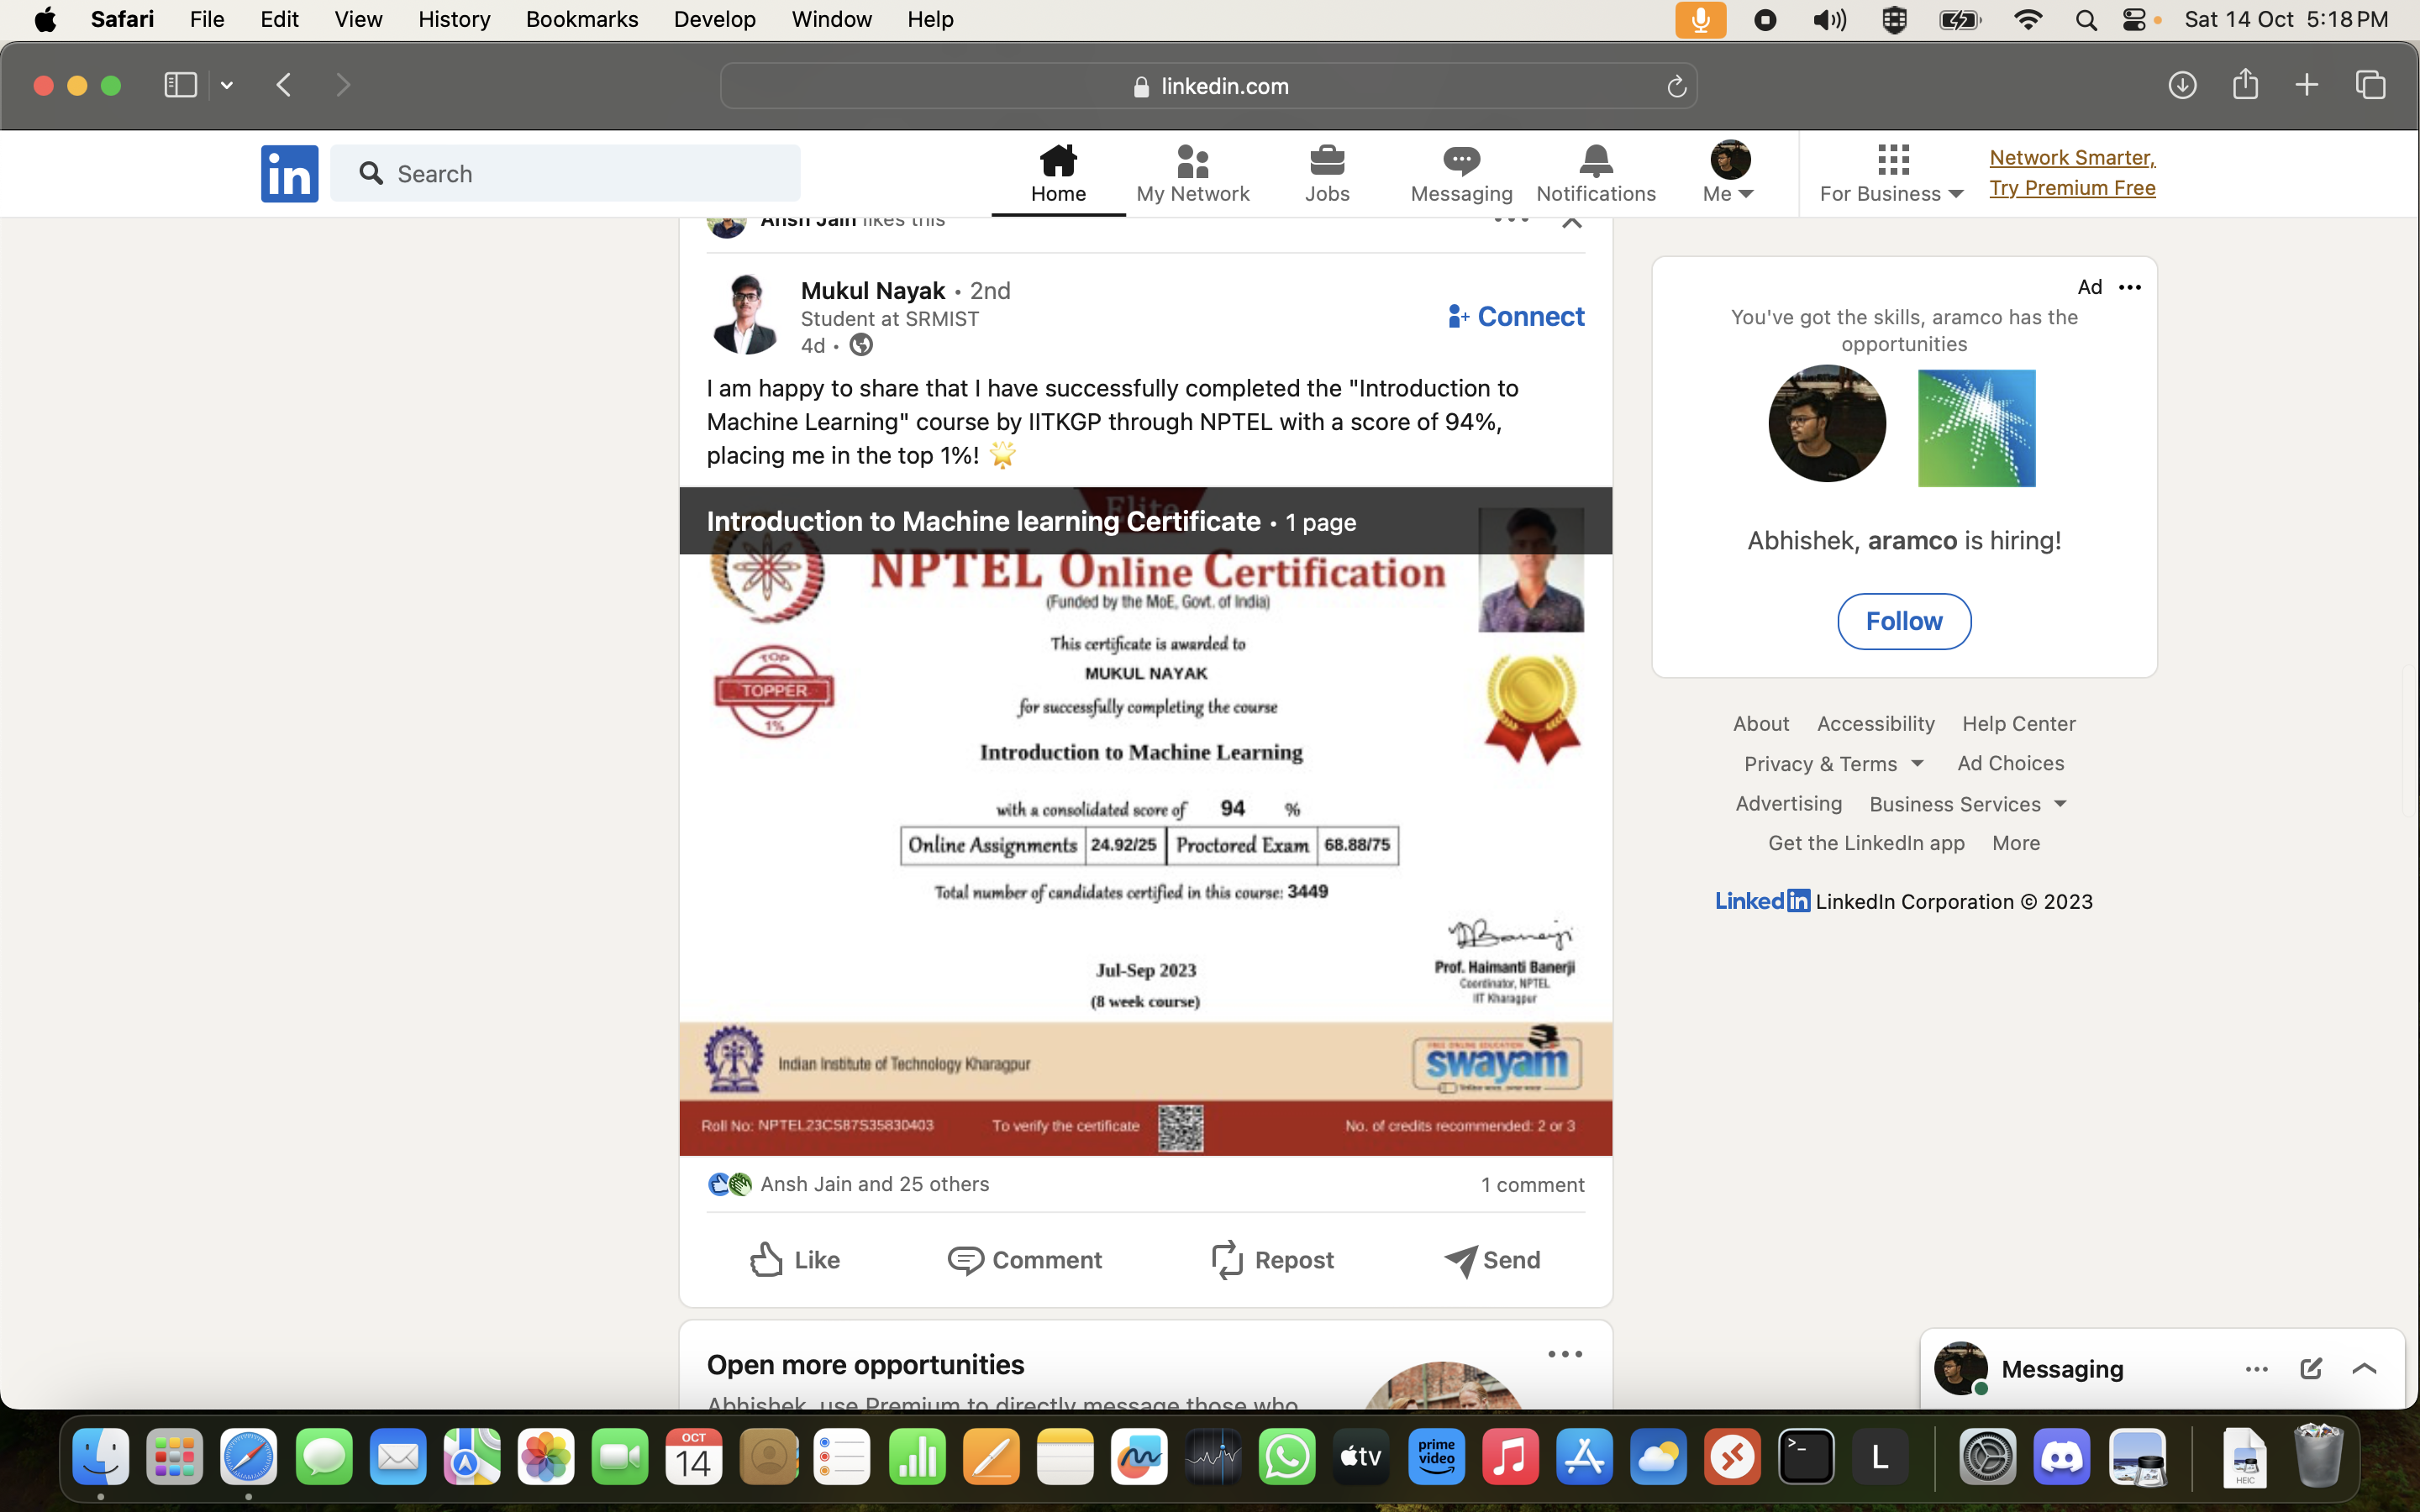 Safari File Edit View History Bookmarks Develop Window Help
Sat 14 Oct 5:18 PM
linkedin.com
in
Search
Home
My Network
Jobs
Messaging
Notifications
Me
For Business
Network Smarter,
Try Premium Free
Ansh Jain likes this
Mukul Nayak • 2nd
Student at SRMIST
4d •
Connect
I am happy to share that I have successfully completed the "Introduction to
Machine Learning" course by IITKGP through NPTEL with a score of 94%,
placing me in the top 1%! 🌟
Elite
Introduction to Machine learning Certificate • 1 page
NPTEL Online Certification
(Funded by the MoE, Govt. of India)
This certificate is awarded to
MUKUL NAYAK
for successfully completing the course
Introduction to Machine Learning
with a consolidated score of 94 %
Online Assignments 24.92/25 Proctored Exam 68.88/75
Total number of candidates certified in this course: 3449
TOP
TOPPER
1%
Jul-Sep 2023
(8 week course)
Prof. Haimanti Banerji
Coordinator, NPTEL
IIT Kharagpur
Indian Institute of Technology Kharagpur
FREE ONLINE EDUCATION
swayam
Roll No: NPTEL23CS87S35830403
To verify the certificate
No. of credits recommended: 2 or 3
Ansh Jain and 25 others
1 comment
Like
Comment
Repost
Send
Open more opportunities
Abhishek, use Premium to directly message those who
Ad
You've got the skills, aramco has the
opportunities
Abhishek, aramco is hiring!
Follow
About Accessibility Help Center
Privacy & Terms Ad Choices
Advertising Business Services
Get the LinkedIn app More
LinkedIn LinkedIn Corporation © 2023
Messaging
OCT
14
tv
prime
video
L
HEIC